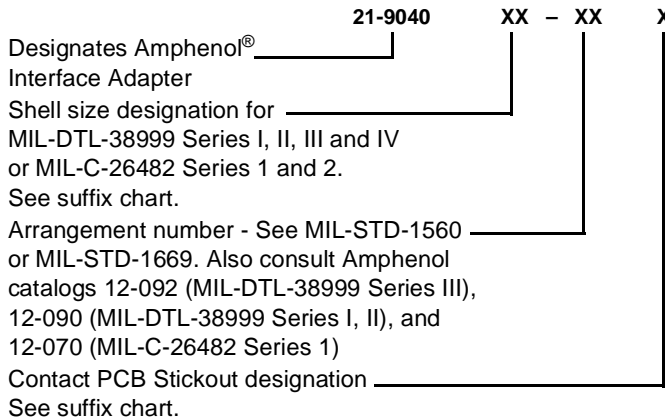 21-9040 XX – XX X
Designates Amphenol®
Interface Adapter
Shell size designation for
MIL-DTL-38999 Series I, II, III and IV
or MIL-C-26482 Series 1 and 2.
See suffix chart.
Arrangement number - See MIL-STD-1560
or MIL-STD-1669. Also consult Amphenol
catalogs 12-092 (MIL-DTL-38999 Series III),
12-090 (MIL-DTL-38999 Series I, II), and
12-070 (MIL-C-26482 Series 1)
Contact PCB Stickout designation
See suffix chart.